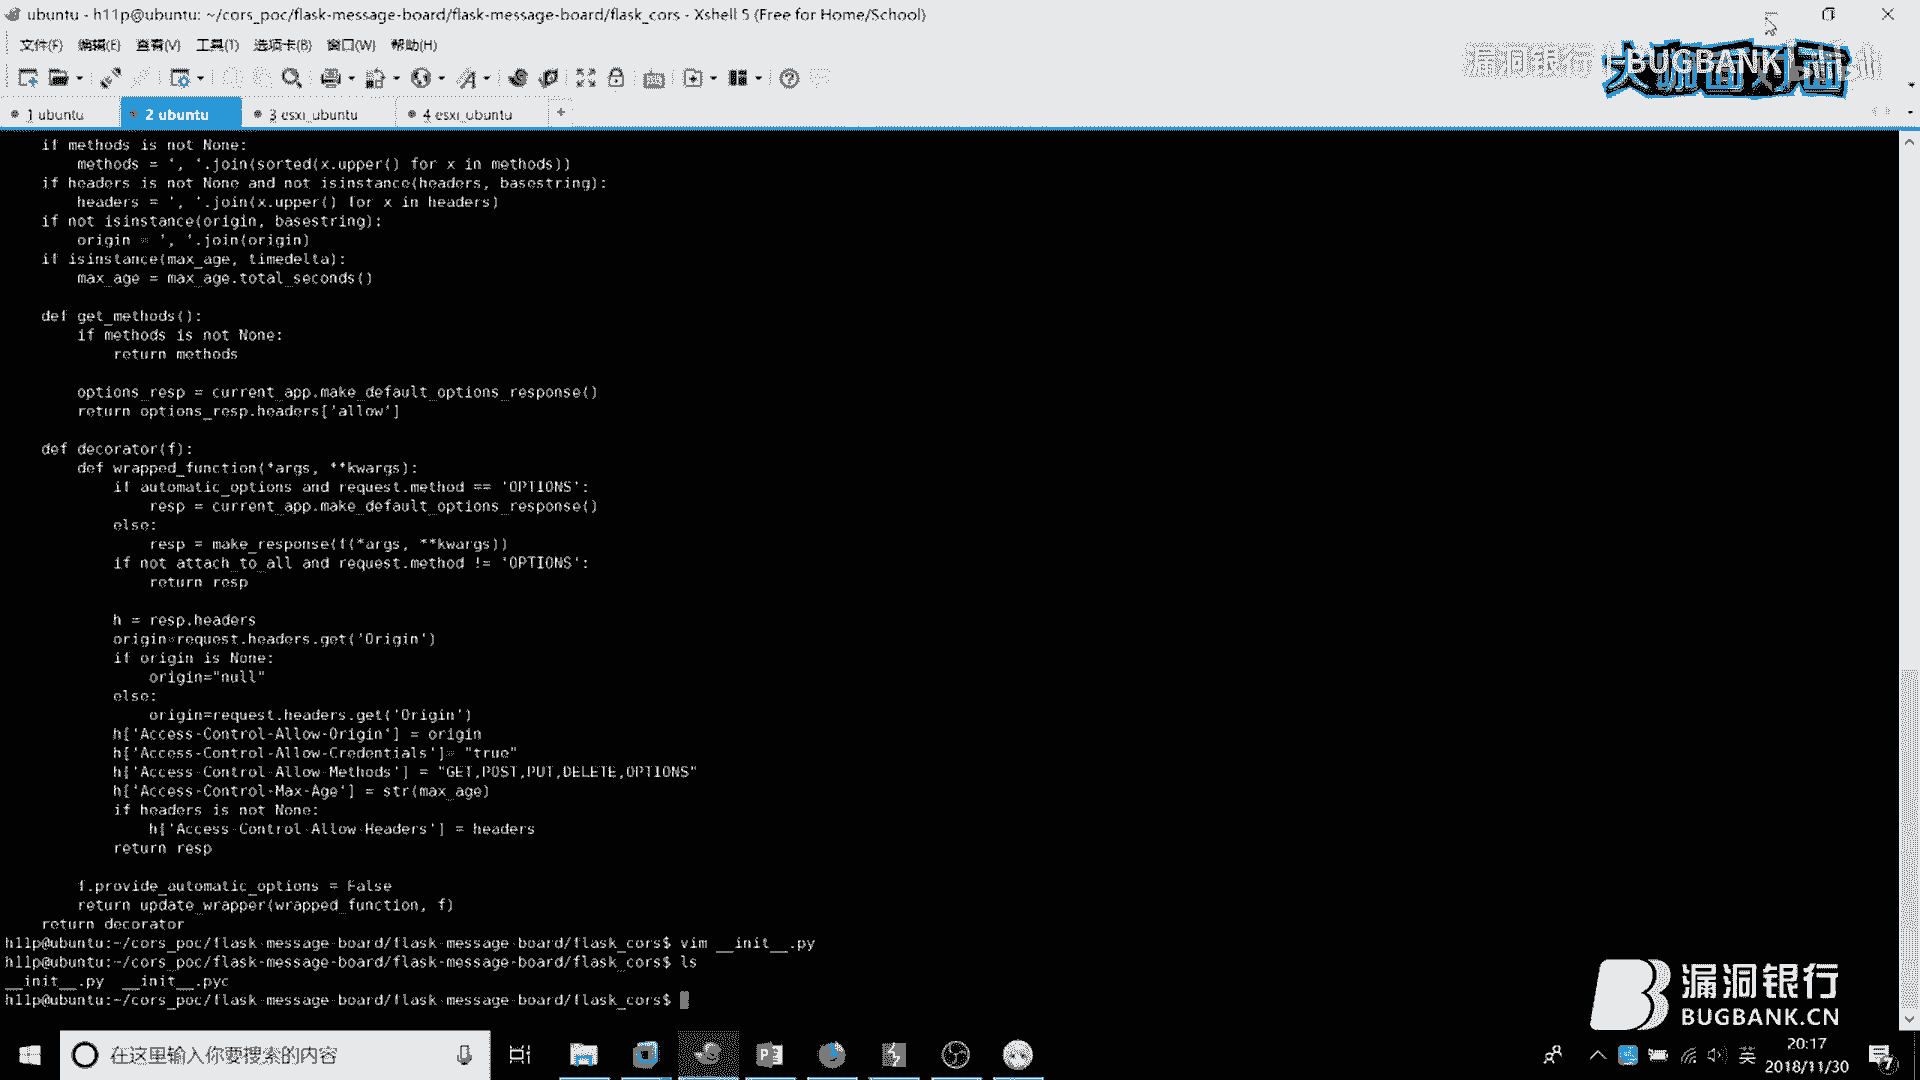 ubuntu - h11p@ubuntu: ~/cors_poc/flask-message-board/flask-message-board/flask_cors - Xshell 5 (Free for Home/School)
文件(F) 编辑(E) 查看(V) 工具(T) 选项卡(B) 窗口(W) 帮助(H)
漏洞银行 BUGBANK
大咖面对面
1 ubuntu 2 ubuntu 3 esxi_ubuntu 4 esxi_ubuntu +
    if methods is not None:
        methods = ', '.join(sorted(x.upper() for x in methods))
    if headers is not None and not isinstance(headers, basestring):
        headers = ', '.join(x.upper() for x in headers)
    if not isinstance(origin, basestring):
        origin = ', '.join(origin)
    if isinstance(max_age, timedelta):
        max_age = max_age.total_seconds()
    def get_methods():
        if methods is not None:
            return methods
        options_resp = current_app.make_default_options_response()
        return options_resp.headers['allow']
    def decorator(f):
        def wrapped_function(*args, **kwargs):
            if automatic_options and request.method == 'OPTIONS':
                resp = current_app.make_default_options_response()
            else:
                resp = make_response(f(*args, **kwargs))
            if not attach_to_all and request.method != 'OPTIONS':
                return resp
            h = resp.headers
            origin=request.headers.get('Origin')
            if origin is None:
                origin="null"
            else:
                origin=request.headers.get('Origin')
            h['Access-Control-Allow-Origin'] = origin
            h['Access-Control-Allow-Credentials']= "true"
            h['Access-Control-Allow-Methods'] = "GET,POST,PUT,DELETE,OPTIONS"
            h['Access-Control-Max-Age'] = str(max_age)
            if headers is not None:
                h['Access-Control-Allow-Headers'] = headers
            return resp
        f.provide_automatic_options = False
        return update_wrapper(wrapped_function, f)
    return decorator
h11p@ubuntu:~/cors_poc/flask-message-board/flask-message-board/flask_cors$ vim __init__.py
h11p@ubuntu:~/cors_poc/flask-message-board/flask-message-board/flask_cors$ ls
__init__.py  __init__.pyc
h11p@ubuntu:~/cors_poc/flask-message-board/flask-message-board/flask_cors$
漏洞银行
BUGBANK.CN
在这里输入你要搜索的内容
英
20:17
2018/11/30
7